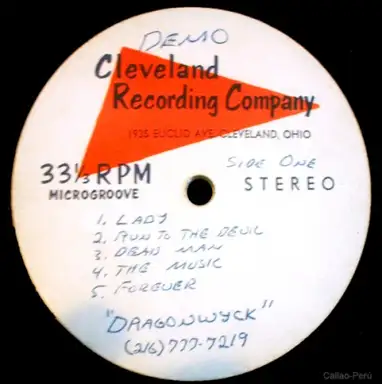 DEMO
Cleveland
Recording Company
1935 EUCLID AVE. CLEVELAND, OHIO
33⅓ RPM
MICROGROOVE
SIDE ONE
STEREO
1. LADY
2. RUN TO THE DEVIL
3. DEAD MAN
4. THE MUSIC
5. FOREVER
"DRAGONWYCK"
(216) 777-7219
Callao-Perú